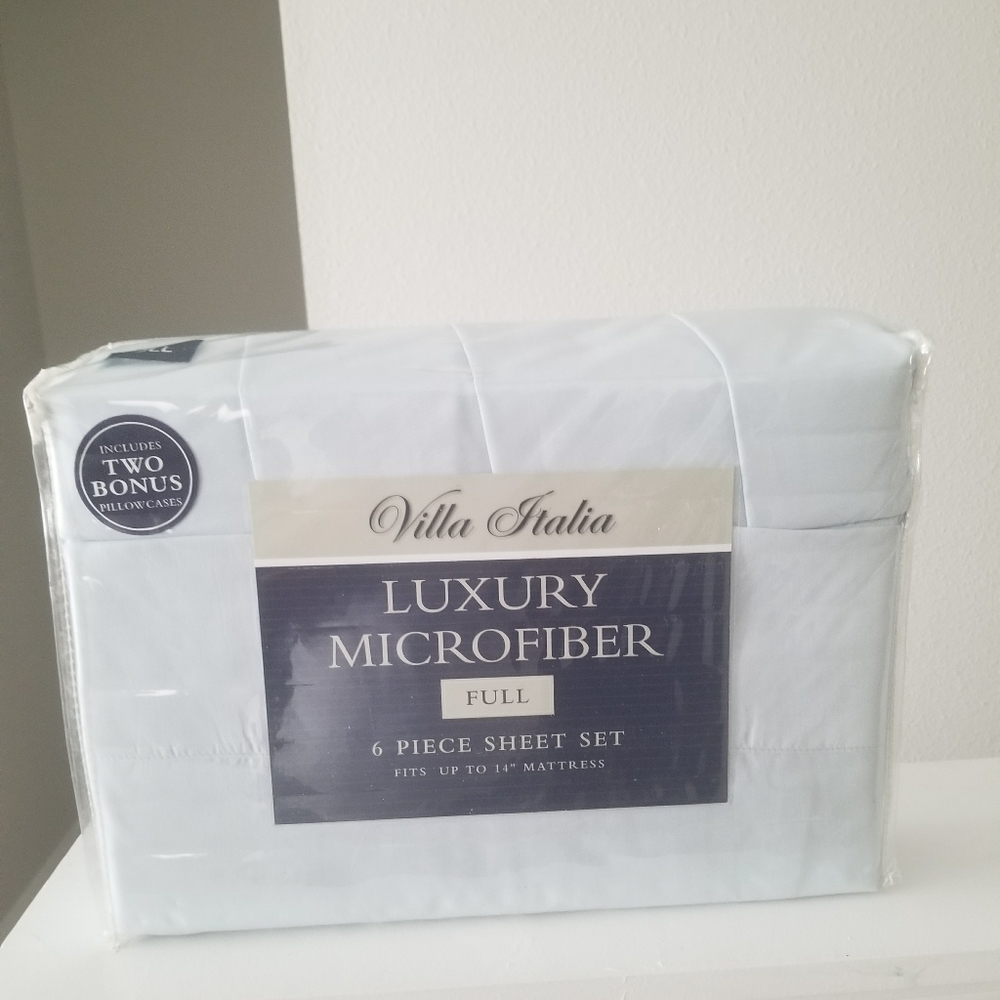 INCLUDES
TWO
BONUS
PILLOWCASES
Villa Italia
LUXURY
MICROFIBER
FULL
6 PIECE SHEET SET
FITS UP TO 14" MATTRESS